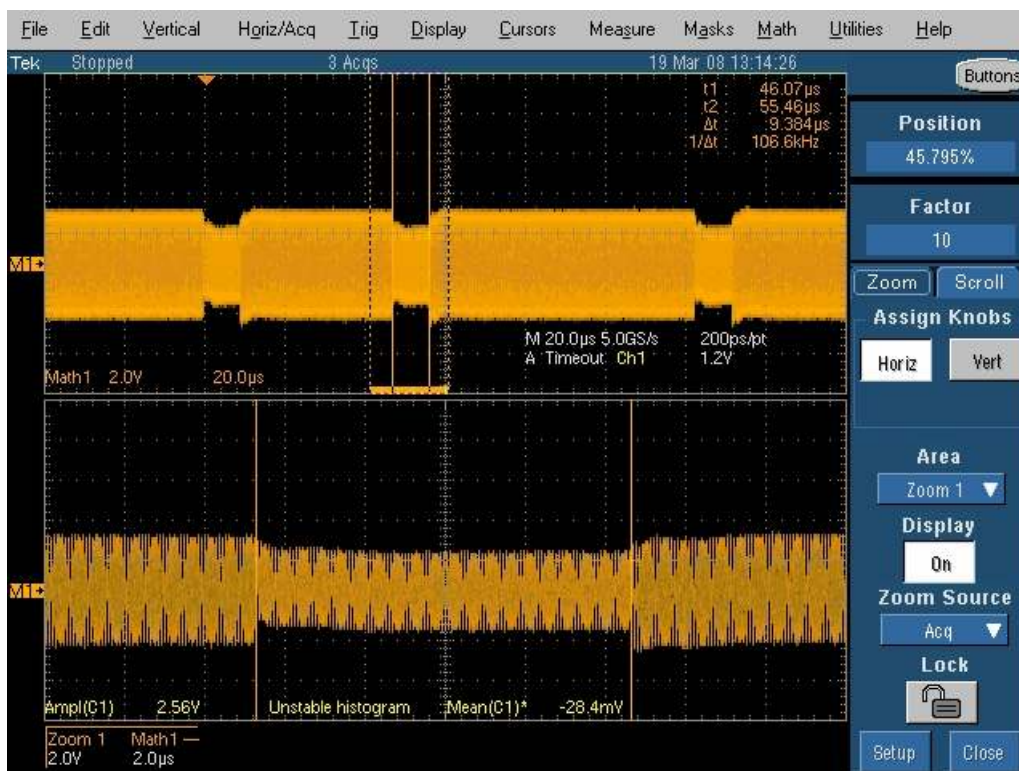 File Edit Vertical Horiz/Acq Trig Display Cursors Measure Masks Math Utilities Help
Tek Stopped 3 Acqs 19 Mar 08 13:14:26
Buttons
t1 : 46.07µs
t2 : 55.46µs
Δt : 9.384µs
1/Δt : 106.6kHz
Position
45.795%
Factor
10
Zoom Scroll
Assign Knobs
Horiz Vert
M1
M 20.0µs 5.0GS/s 200ps/pt
A Timeout Ch1 1.2V
Math1 2.0V 20.0µs
Area
Zoom 1
Display
On
Zoom Source
Acq
Lock
M1
Ampl(C1) 2.56V Unstable histogram Mean(C1)* -28.4mV
Zoom 1 Math1
2.0V 2.0µs
Setup Close